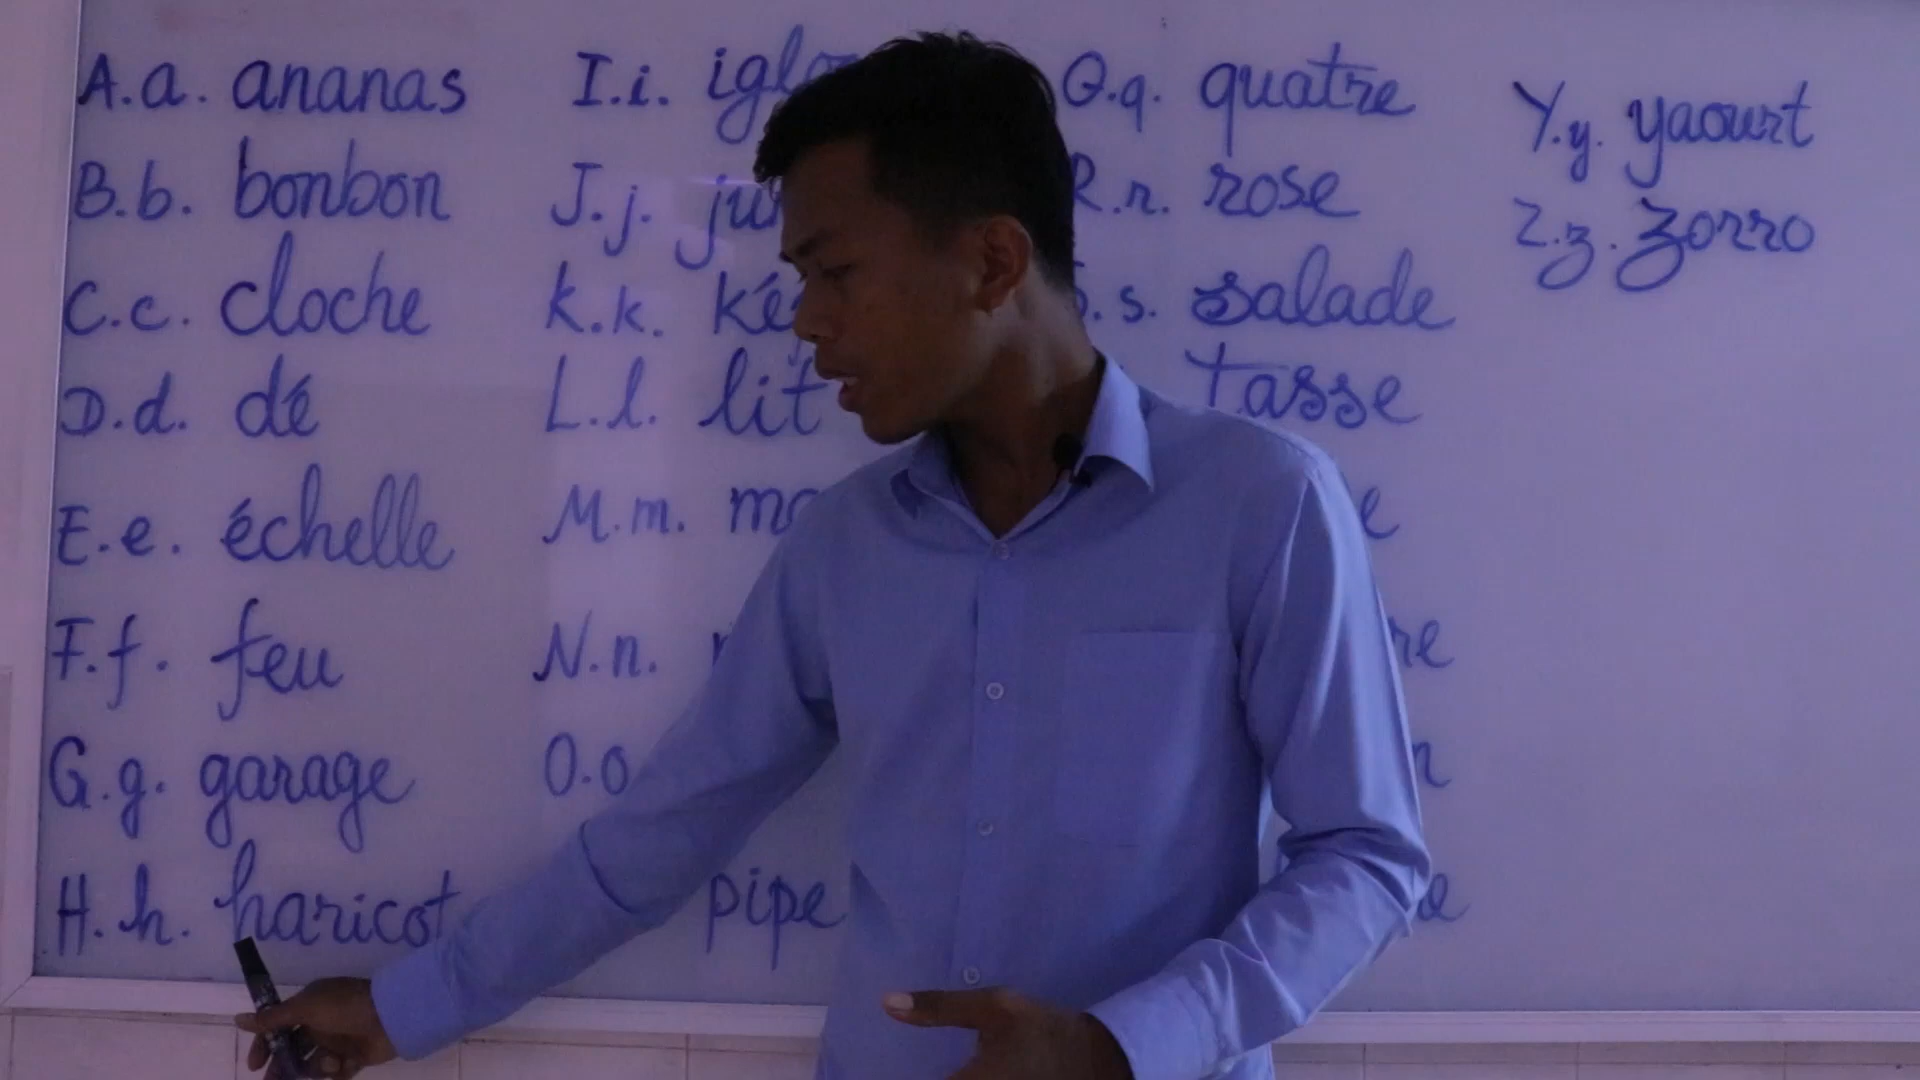 A.a. ananas
B.b. bonbon
C.c. cloche
D.d. dé
E.e. échelle
F.f. feu
G.g. garage
H.h. haricot
I.i.
J.j.
K.k.
L.l. lit
M.m.
N.n.
O.o
pipe
Q.q. quatre
R.r. rose
S.s. salade
tasse
Y.y. yaourt
Z.z. zorro